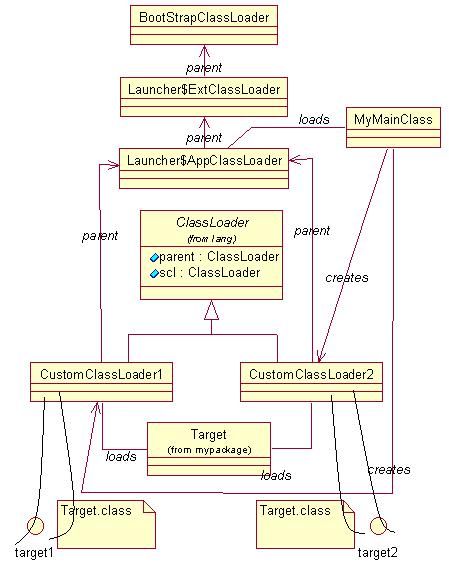 BootStrapClassLoader
parent
Launcher$ExtClassLoader
parent
loads
MyMainClass
Launcher$AppClassLoader
ClassLoader
(from lang)
parent : ClassLoader
scl : ClassLoader
parent
parent
creates
CustomClassLoader1
CustomClassLoader2
Target
(from mypackage)
loads
loads
creates
Target.class
Target.class
target1
target2